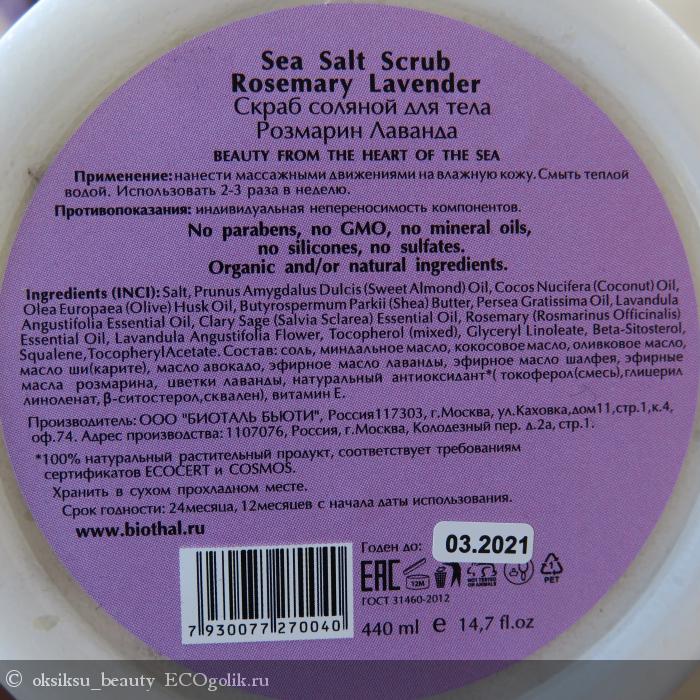 Sea Salt Scrub
Rosemary Lavender
Скраб соляной для тела
Розмарин Лаванда
BEAUTY FROM THE HEART OF THE SEA
Применение: нанести массажными движениями на влажную кожу. Смыть теплой
водой. Использовать 2-3 раза в неделю.
Противопоказания: индивидуальная непереносимость компонентов.
No parabens, no GMO, no mineral oils,
no silicones, no sulfates.
Organic and/or natural ingredients.
Ingredients (INCI): Salt, Prunus Amygdalus Dulcis (Sweet Almond) Oil, Cocos Nucifera (Coconut) Oil,
Olea Europaea (Olive) Husk Oil, Butyrospermum Parkii (Shea) Butter, Persea Gratissima Oil, Lavandula
Angustifolia Essential Oil, Clary Sage (Salvia Sclarea) Essential Oil, Rosemary (Rosmarinus Officinalis)
Essential Oil, Lavandula Angustifolia Flower, Tocopherol (mixed), Glyceryl Linoleate, Beta-Sitosterol,
Squalene, Tocopheryl Acetate. Состав: соль, миндальное масло, кокосовое масло, оливковое масло,
масло ши(карите), масло авокадо, эфирное масло лаванды, эфирное масло шалфея, эфирные
масла розмарина, цветки лаванды, натуральный антиоксидант*( токоферол(смесь),глицерил
линоленат, β-ситостерол,сквален), витамин Е.
Производитель: ООО "БИОТАЛЬ БЬЮТИ", Россия117303, г.Москва, ул.Каховка,дом11,стр.1,к.4,
оф.74. Адрес производства: 1107076, Россия, г.Москва, Колодезный пер. д.2а, стр.1.
*100% натуральный растительный продукт, соответствует требованиям
сертификатов ECOCERT и COSMOS.
Хранить в сухом прохладном месте.
Срок годности: 24месяца, 12месяцев с начала даты использования.
www.biothal.ru
Годен до: 03.2021
EAC 12M NOT TESTED ON ANIMALS 1 PET
ГОСТ 31460-2012
7 930077 270040
440 ml e 14,7 fl.oz
© oksiksu_beauty ECOgolik.ru